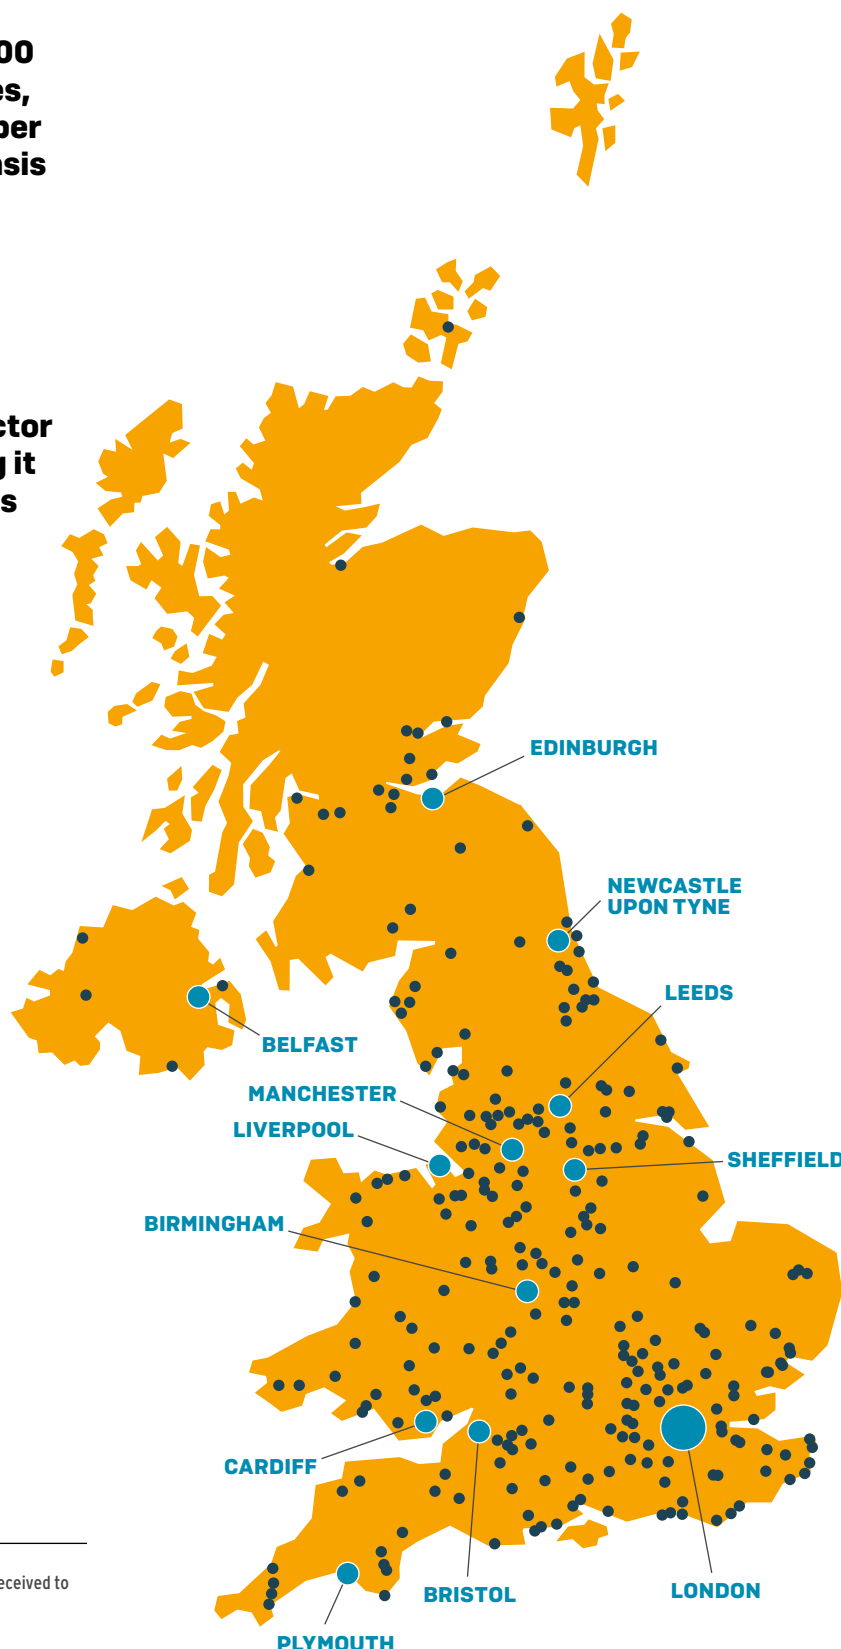 00
es,
per
asis
ctor
g it
s
EDINBURGH
NEWCASTLE
UPON TYNE
LEEDS
BELFAST
MANCHESTER
LIVERPOOL
SHEFFIELD
BIRMINGHAM
CARDIFF
BRISTOL
LONDON
PLYMOUTH
eceived to